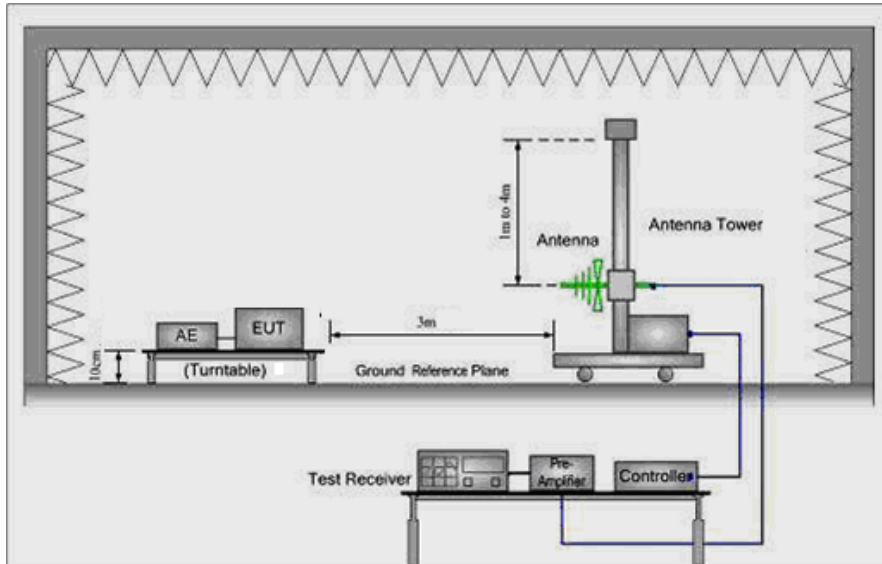 1m to 4m
Antenna
Antenna Tower
AE
EUT
3m
10cm
(Turntable)
Ground Reference Plane
Test Receiver
Pre-
Amplifier
Controller